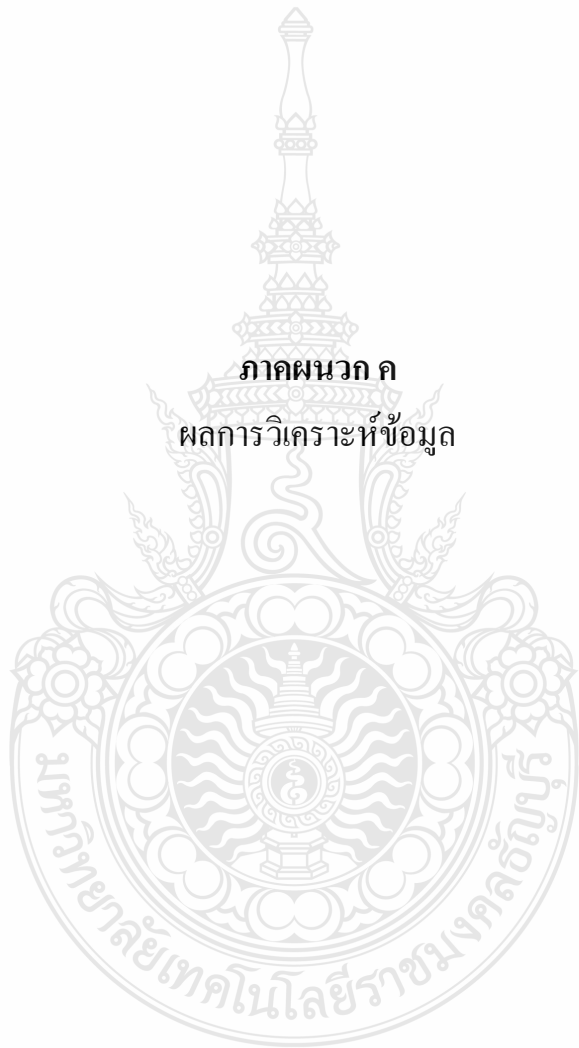 ภาคผนวก ค
ผลการวิเคราะห์ข้อมูล
มหาวิทยาลัยเทคโนโลยีราชมงคลธัญบุรี